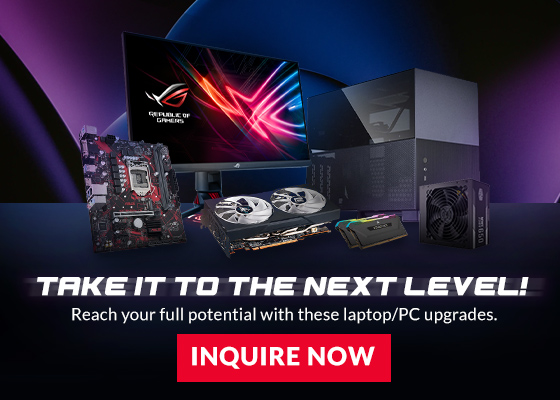 REPUBLIC OF
GAMERS
TAKE IT TO THE NEXT LEVEL!
Reach your full potential with these laptop/PC upgrades.
INQUIRE NOW